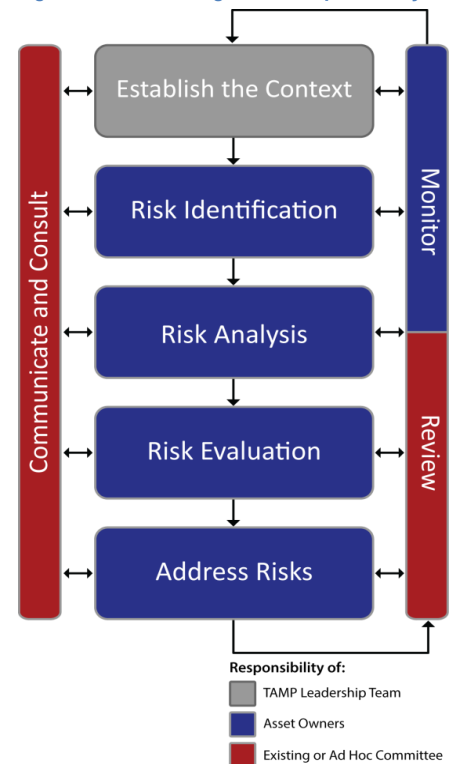 Establish the Context
Risk Identification
Risk Analysis
Risk Evaluation
Address Risks
Communicate and Consult
Monitor
Review
Responsibility of:
TAMP Leadership Team
Asset Owners
Existing or Ad Hoc Committee